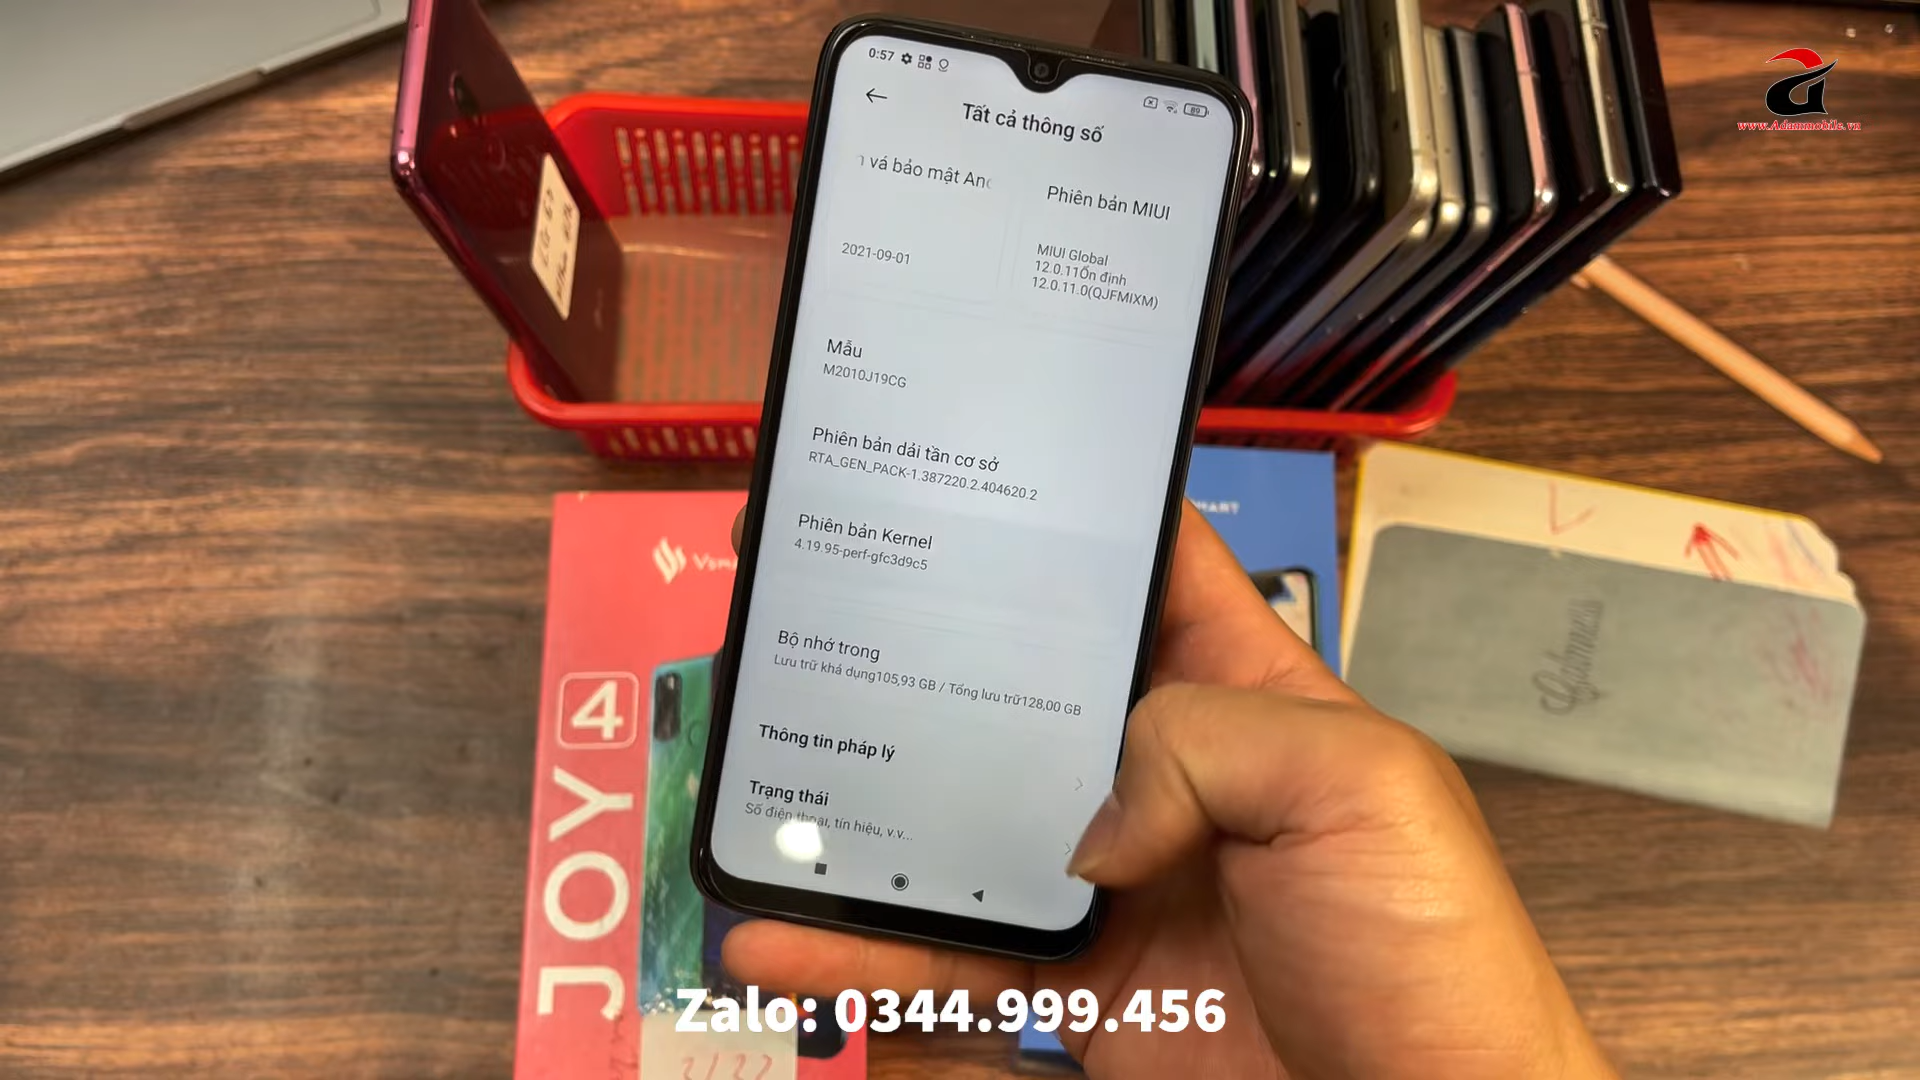 0:57
89
www.Adammobile.vn
Tất cả thông số
vá bảo mật And
Phiên bản MIUI
2021-09-01
MIUI Global
12.0.11Ổn định
12.0.11.0(QJFMIXM)
Mẫu
M2010J19CG
Phiên bản dải tần cơ sở
RTA_GEN_PACK-1.387220.2.404620.2
Phiên bản Kernel
4.19.95-perf-gfc3d9c5
Bộ nhớ trong
Lưu trữ khả dụng105,93 GB / Tổng lưu trữ128,00 GB
Thông tin pháp lý
Trạng thái
Số điện thoại, tín hiệu, v.v...
JOY 4
Zalo: 0344.999.456